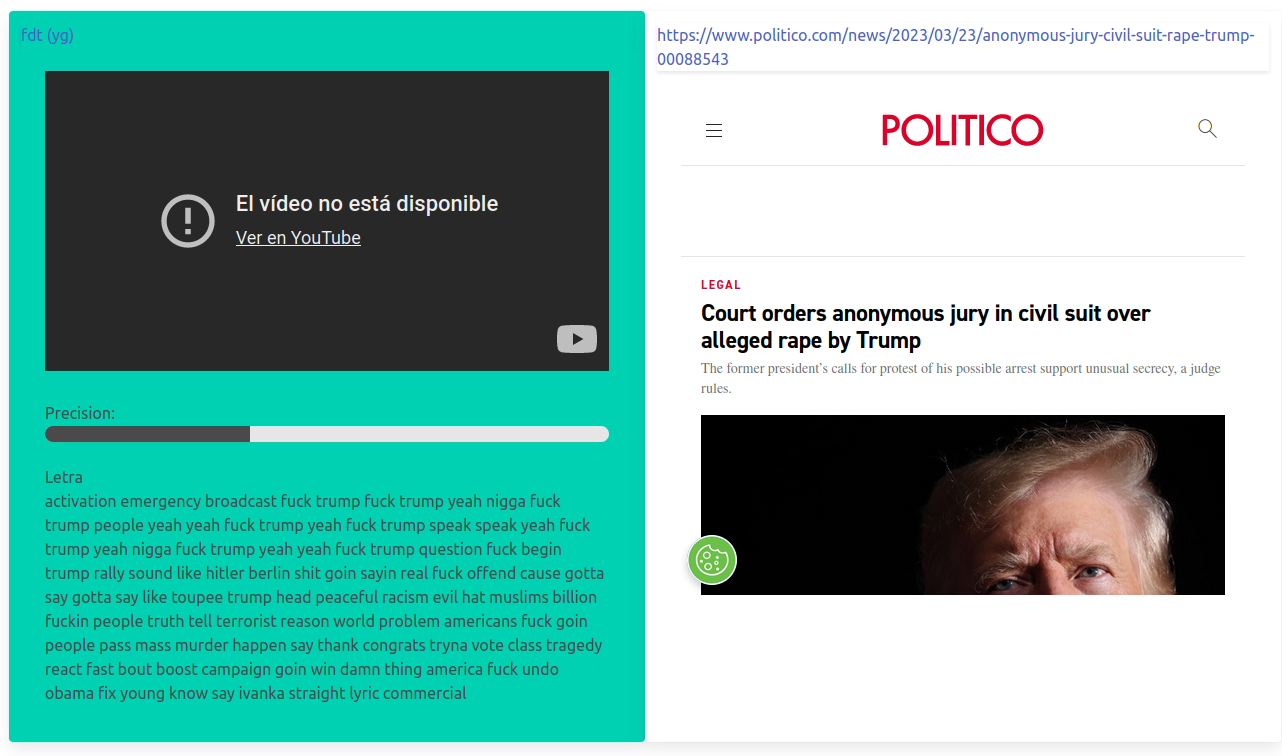 fdt (yg)
El vídeo no está disponible
Ver en YouTube
Precision:
Letra
activation emergency broadcast fuck trump fuck trump yeah nigga fuck
trump people yeah yeah fuck trump yeah fuck trump speak speak yeah fuck
trump yeah nigga fuck trump yeah yeah fuck trump question fuck begin
trump rally sound like hitler berlin shit goin sayin real fuck offend cause gotta
say gotta say like toupee trump head peaceful racism evil hat muslims billion
fuckin people truth tell terrorist reason world problem americans fuck goin
people pass mass murder happen say thank congrats tryna vote class tragedy
react fast bout boost campaign goin win damn thing america fuck undo
obama fix young know say ivanka straight lyric commercial
https://www.politico.com/news/2023/03/23/anonymous-jury-civil-suit-rape-trump-
00088543
POLITICO
LEGAL
Court orders anonymous jury in civil suit over
alleged rape by Trump
The former president’s calls for protest of his possible arrest support unusual secrecy, a judge
rules.